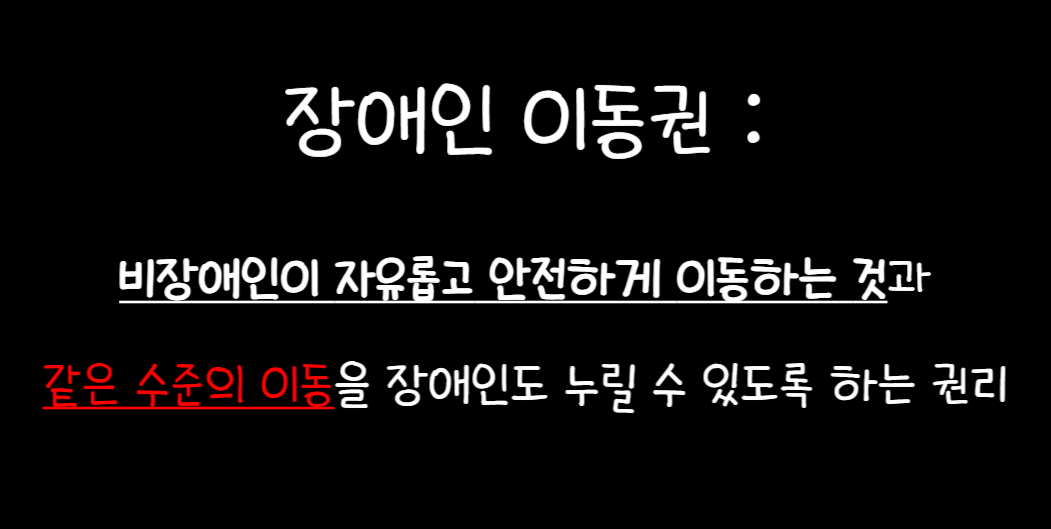 장애인 이동권 :
비장애인이 자유롭고 안전하게 이동하는 것과
같은 수준의 이동을 장애인도 누릴 수 있도록 하는 권리